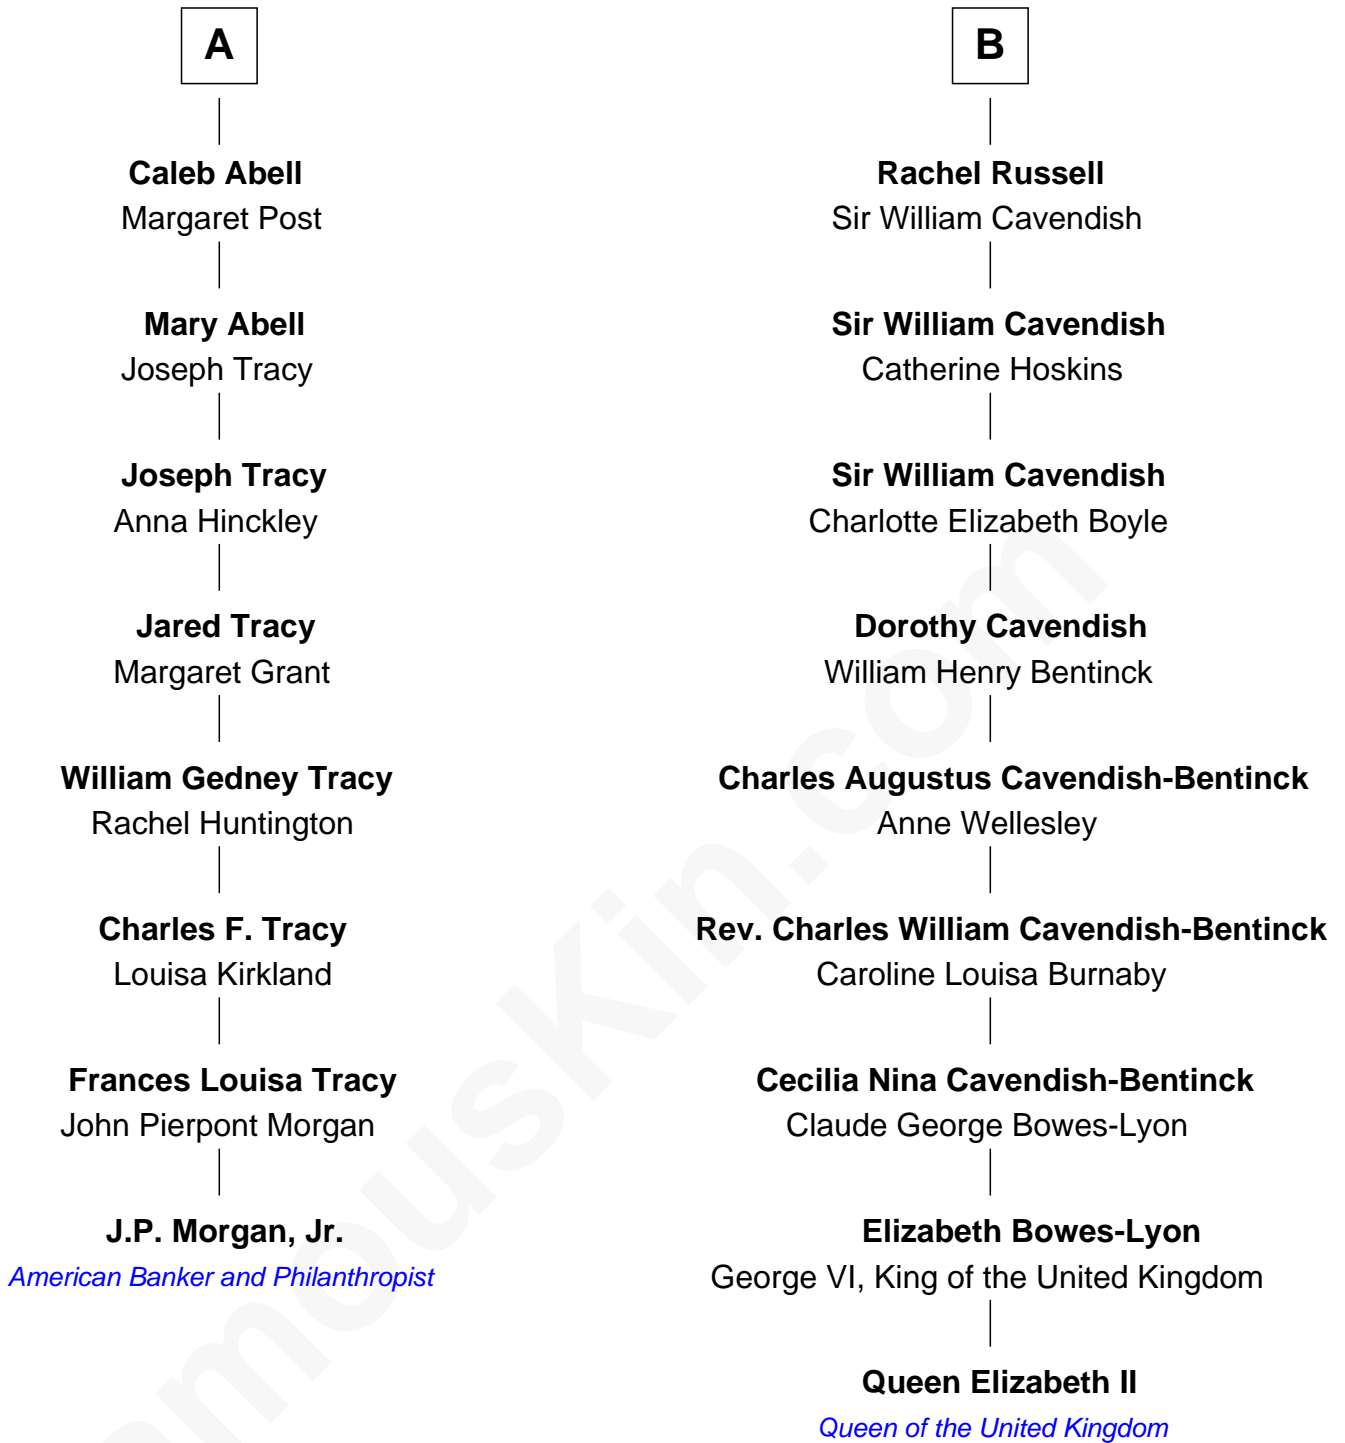 A
Caleb Abell
Margaret Post
Mary Abell
Joseph Tracy
Joseph Tracy
Anna Hinckley
Jared Tracy
Margaret Grant
William Gedney Tracy
Rachel Huntington
Charles F. Tracy
Louisa Kirkland
Frances Louisa Tracy
John Pierpont Morgan
J.P. Morgan, Jr.
American Banker and Philanthropist
B
Rachel Russell
Sir William Cavendish
Sir William Cavendish
Catherine Hoskins
Sir William Cavendish
Charlotte Elizabeth Boyle
Dorothy Cavendish
William Henry Bentinck
Charles Augustus Cavendish-Bentinck
Anne Wellesley
Rev. Charles William Cavendish-Bentinck
Caroline Louisa Burnaby
Cecilia Nina Cavendish-Bentinck
Claude George Bowes-Lyon
Elizabeth Bowes-Lyon
George VI, King of the United Kingdom
Queen Elizabeth II
Queen of the United Kingdom
amouskin.com